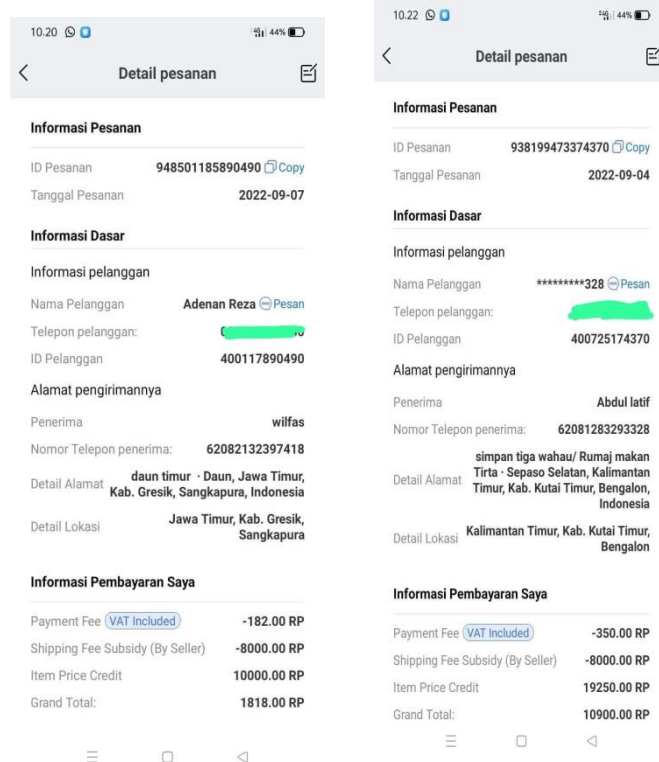 10.20 44%
Detail pesanan
Informasi Pesanan
ID Pesanan 948501185890490 Copy
Tanggal Pesanan 2022-09-07
Informasi Dasar
Informasi pelanggan
Nama Pelanggan Adenan Reza Pesan
Telepon pelanggan:
ID Pelanggan 400117890490
Alamat pengirimannya
Penerima wilfas
Nomor Telepon penerima: 62082132397418
Detail Alamat daun timur · Daun, Jawa Timur,
Kab. Gresik, Sangkapura, Indonesia
Detail Lokasi Jawa Timur, Kab. Gresik,
Sangkapura
Informasi Pembayaran Saya
Payment Fee VAT Included -182.00 RP
Shipping Fee Subsidy (By Seller) -8000.00 RP
Item Price Credit 10000.00 RP
Grand Total: 1818.00 RP
10.22 44%
Detail pesanan
Informasi Pesanan
ID Pesanan 938199473374370 Copy
Tanggal Pesanan 2022-09-04
Informasi Dasar
Informasi pelanggan
Nama Pelanggan *********328 Pesan
Telepon pelanggan:
ID Pelanggan 400725174370
Alamat pengirimannya
Penerima Abdul latif
Nomor Telepon penerima: 62081283293328
simpan tiga wahau/ Rumaj makan
Detail Alamat Tirta · Sepaso Selatan, Kalimantan
Timur, Kab. Kutai Timur, Bengalon,
Indonesia
Detail Lokasi Kalimantan Timur, Kab. Kutai Timur,
Bengalon
Informasi Pembayaran Saya
Payment Fee VAT Included -350.00 RP
Shipping Fee Subsidy (By Seller) -8000.00 RP
Item Price Credit 19250.00 RP
Grand Total: 10900.00 RP